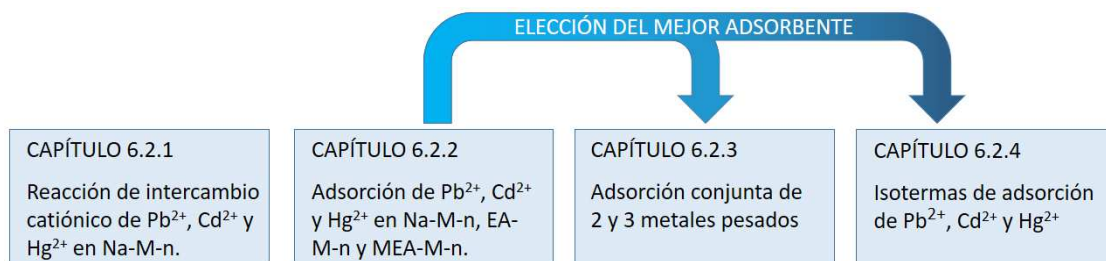 ELECCIÓN DEL MEJOR ADSORBENTE
CAPÍTULO 6.2.1
Reacción de intercambio
catiónico de Pb²⁺, Cd²⁺ y
Hg²⁺ en Na-M-n.
CAPÍTULO 6.2.2
Adsorción de Pb²⁺, Cd²⁺
y Hg²⁺ en Na-M-n, EA-
M-n y MEA-M-n.
CAPÍTULO 6.2.3
Adsorción conjunta de
2 y 3 metales pesados
CAPÍTULO 6.2.4
Isotermas de adsorción
de Pb²⁺, Cd²⁺ y Hg²⁺